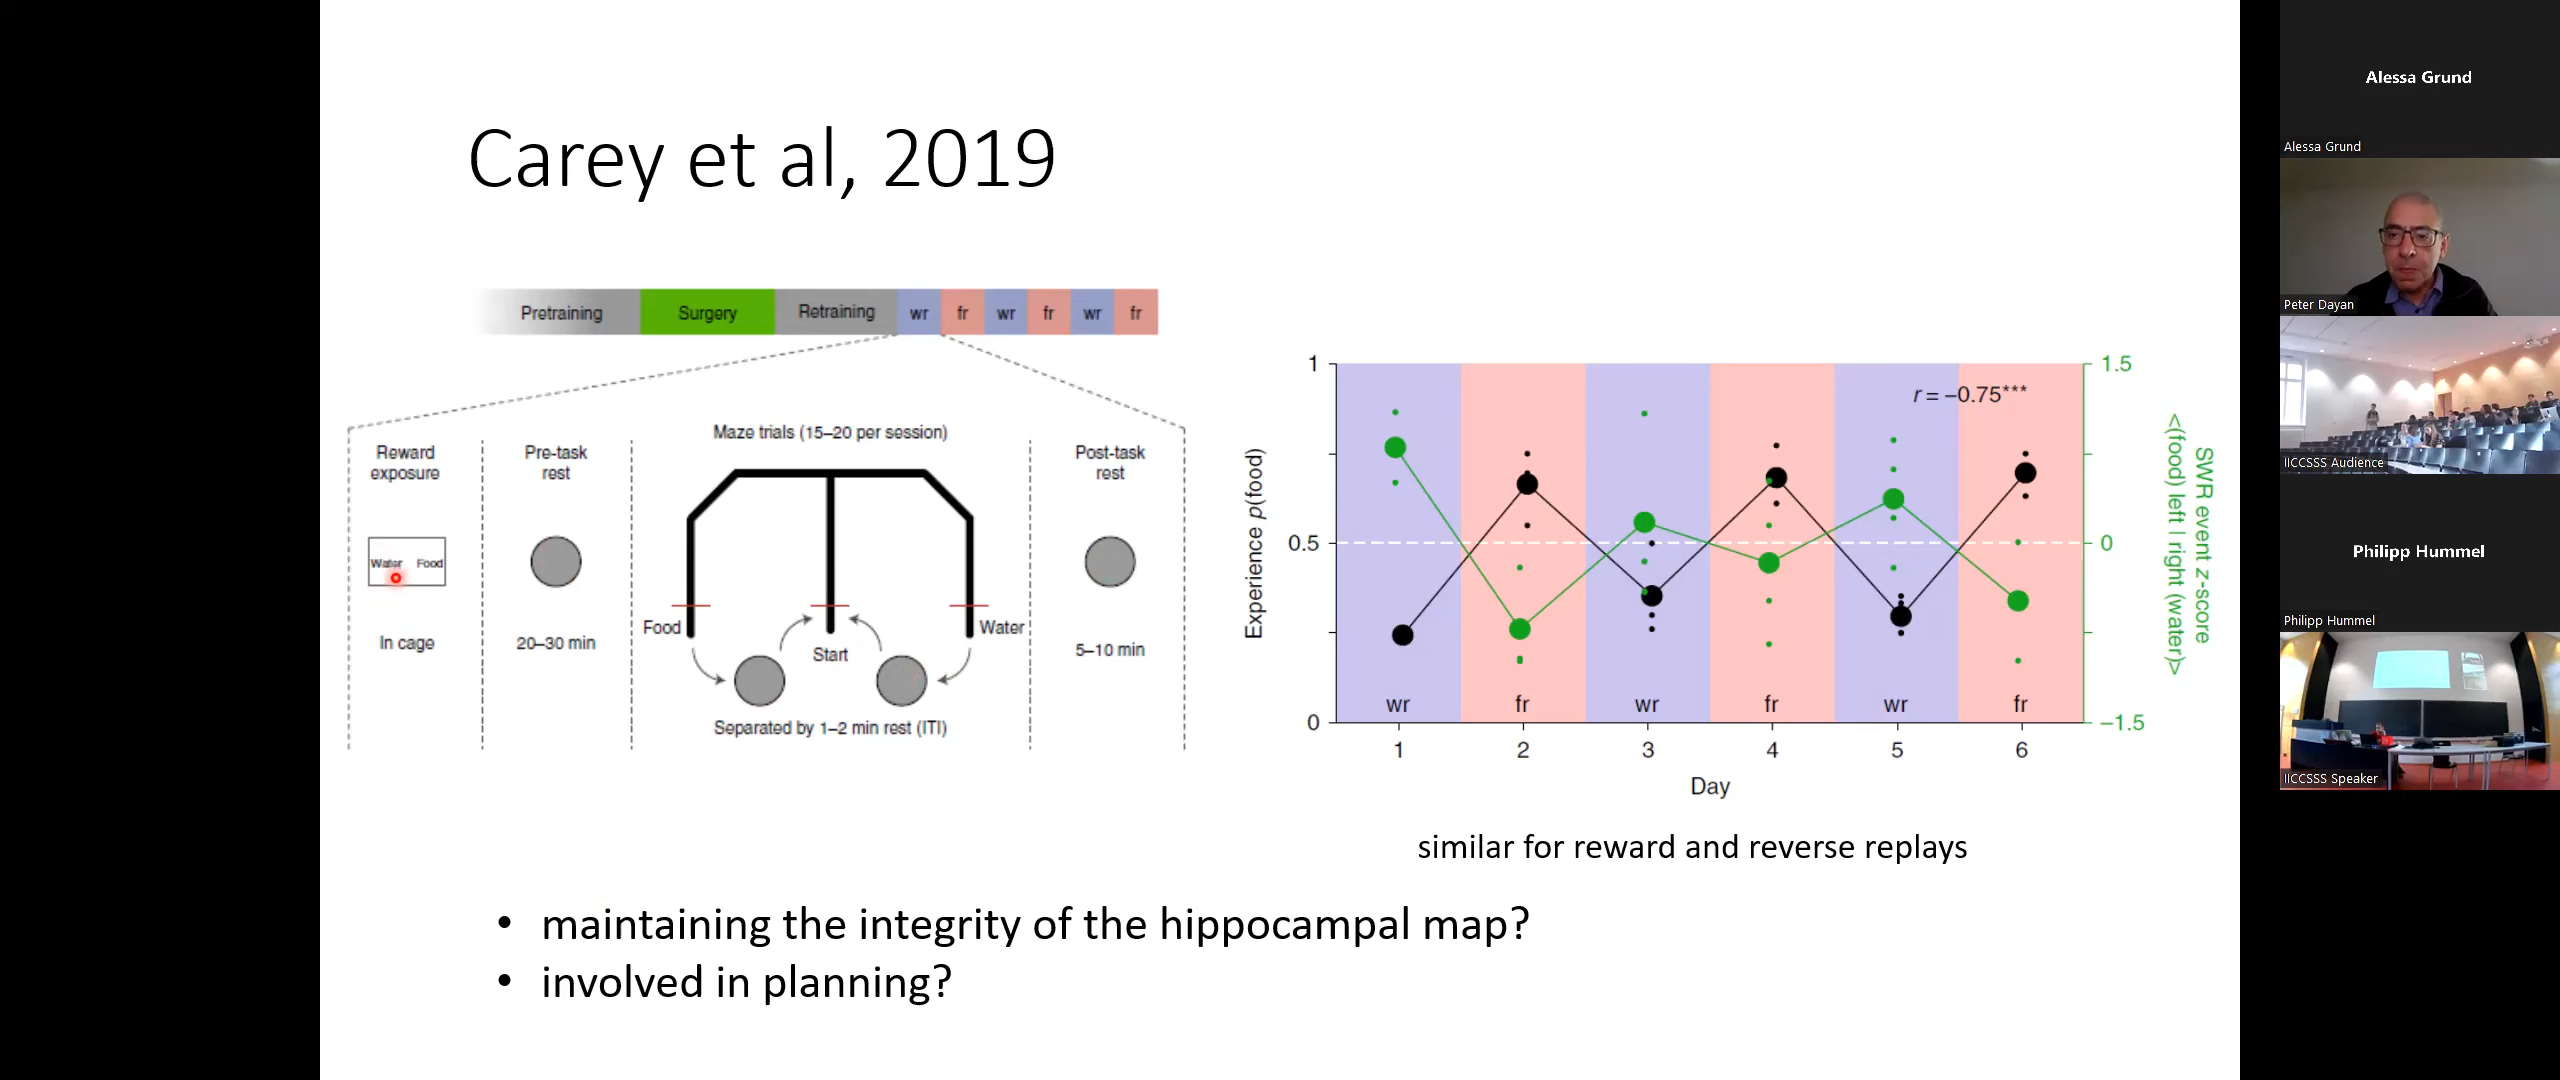 Carey et al, 2019
Pretraining
Surgery
Retraining
wr
fr
wr
fr
wr
fr
Reward
exposure
Water Food
In cage
Pre-task
rest
20–30 min
Maze trials (15–20 per session)
Food
Start
Water
Separated by 1–2 min rest (ITI)
Post-task
rest
5–10 min
Experience p(food)
1
0.5
0
r = −0.75***
wr
fr
wr
fr
wr
fr
1
2
3
4
5
6
Day
1.5
0
−1.5
SWR event z-score
<(food) left | right (water)>
similar for reward and reverse replays
• maintaining the integrity of the hippocampal map?
• involved in planning?
Alessa Grund
Alessa Grund
Peter Dayan
IICCSSS Audience
Philipp Hummel
Philipp Hummel
IICCSSS Speaker